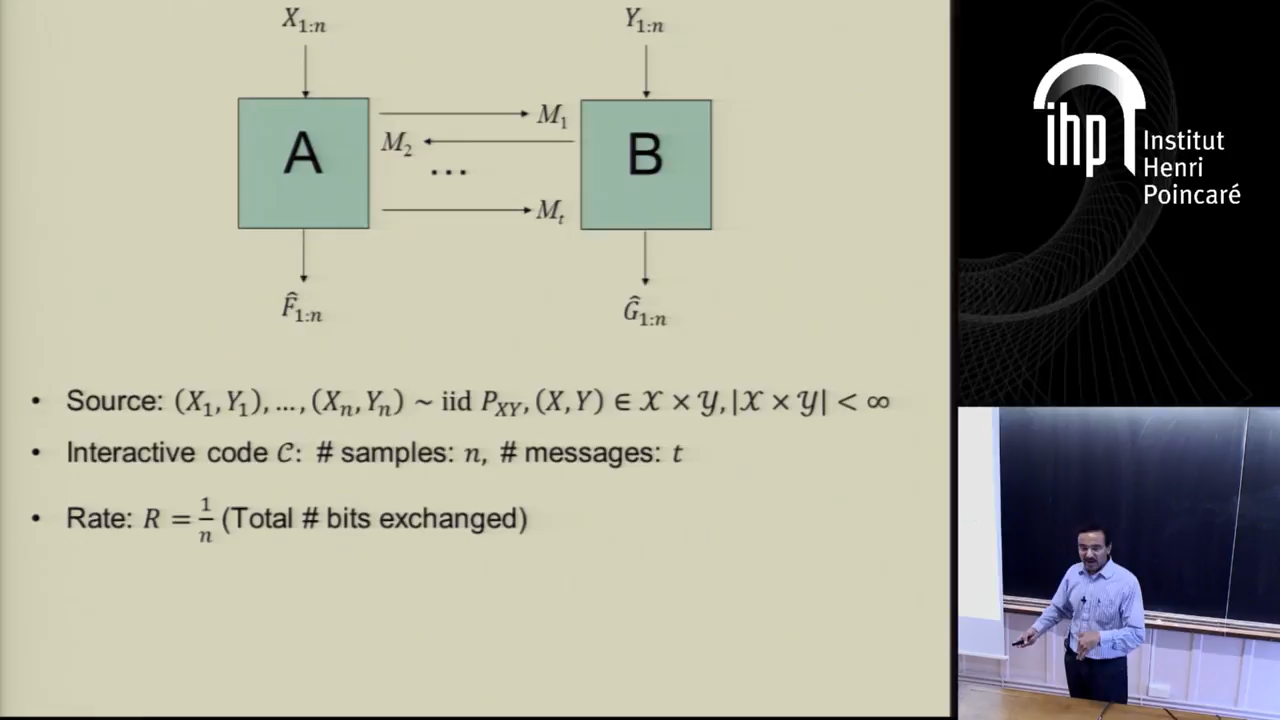 X₁:ₙ Y₁:ₙ
A B
M₁
M₂
...
Mₜ
F̂₁:ₙ Ĝ₁:ₙ
• Source: (X₁, Y₁), …, (Xₙ, Yₙ) ~ iid P_XY, (X, Y) ∈ 𝒳 × 𝒴, |𝒳 × 𝒴| < ∞
• Interactive code 𝒞: # samples: n, # messages: t
• Rate: R = 1/n (Total # bits exchanged)
ihp
Institut
Henri
Poincaré